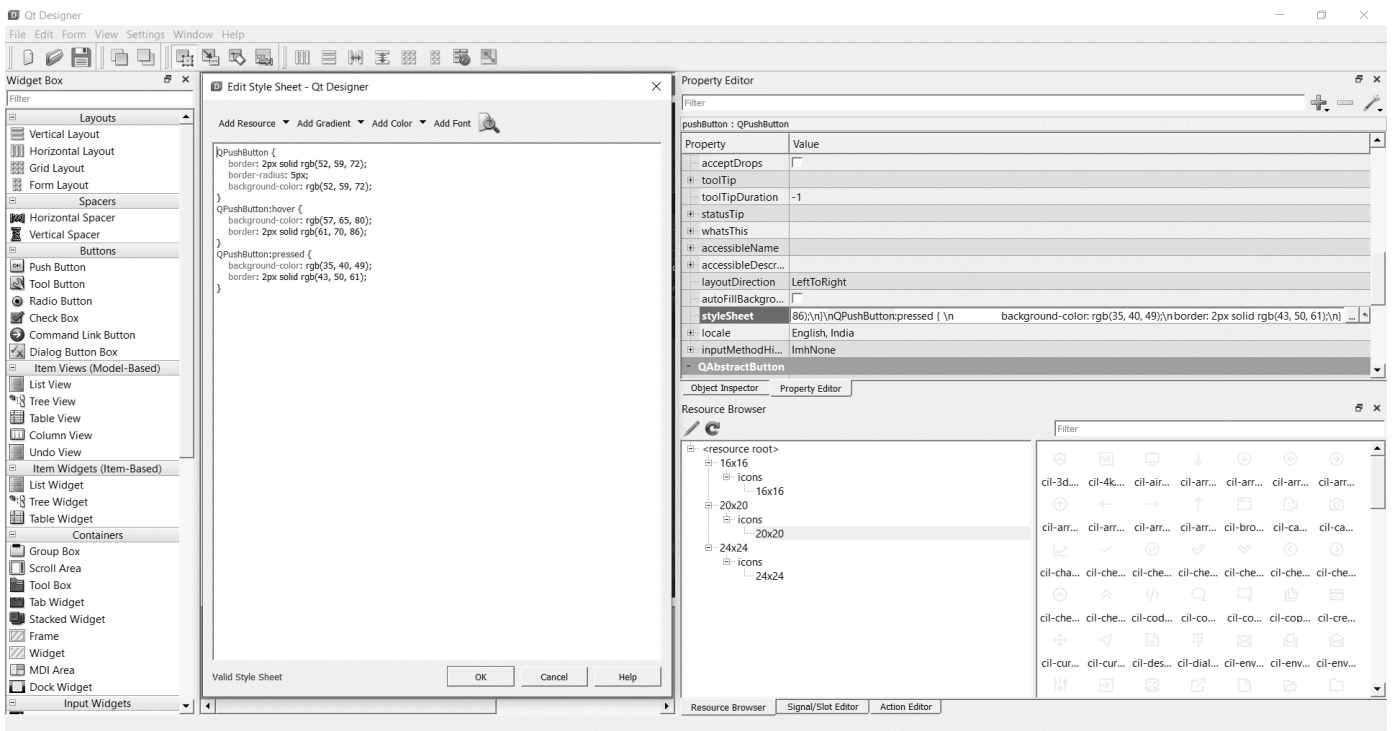 Qt Designer
File Edit Form View Settings Window Help
Widget Box
Filter
Layouts
Vertical Layout
Horizontal Layout
Grid Layout
Form Layout
Spacers
Horizontal Spacer
Vertical Spacer
Buttons
Push Button
Tool Button
Radio Button
Check Box
Command Link Button
Dialog Button Box
Item Views (Model-Based)
List View
Tree View
Table View
Column View
Undo View
Item Widgets (Item-Based)
List Widget
Tree Widget
Table Widget
Containers
Group Box
Scroll Area
Tool Box
Tab Widget
Stacked Widget
Frame
Widget
MDI Area
Dock Widget
Input Widgets
Edit Style Sheet - Qt Designer
Add Resource Add Gradient Add Color Add Font
QPushButton {
border: 2px solid rgb(52, 59, 72);
border-radius: 5px;
background-color: rgb(52, 59, 72);
}
QPushButton:hover {
background-color: rgb(57, 65, 80);
border: 2px solid rgb(61, 70, 86);
}
QPushButton:pressed {
background-color: rgb(35, 40, 49);
border: 2px solid rgb(43, 50, 61);
}
Valid Style Sheet OK Cancel Help
Property Editor
Filter
pushButton : QPushButton
Property Value
acceptDrops
toolTip
toolTipDuration -1
statusTip
whatsThis
accessibleName
accessibleDescr...
layoutDirection LeftToRight
autoFillBackgro...
styleSheet 86);\n}\nQPushButton:pressed { \n background-color: rgb(35, 40, 49);\n border: 2px solid rgb(43, 50, 61);\n} ...
locale English, India
inputMethodHi... ImhNone
QAbstractButton
Object Inspector Property Editor
Resource Browser
Filter
<resource root>
16x16
icons
16x16
20x20
icons
20x20
24x24
icons
24x24
cil-3d.... cil-4k.... cil-air... cil-arr... cil-arr... cil-arr... cil-arr...
cil-arr... cil-arr... cil-arr... cil-arr... cil-bro... cil-ca... cil-ca...
cil-cha... cil-che... cil-che... cil-che... cil-che... cil-che... cil-che...
cil-che... cil-che... cil-cod... cil-co... cil-co... cil-cop... cil-cre...
cil-cur... cil-cur... cil-des... cil-dial... cil-env... cil-env... cil-env...
Resource Browser Signal/Slot Editor Action Editor